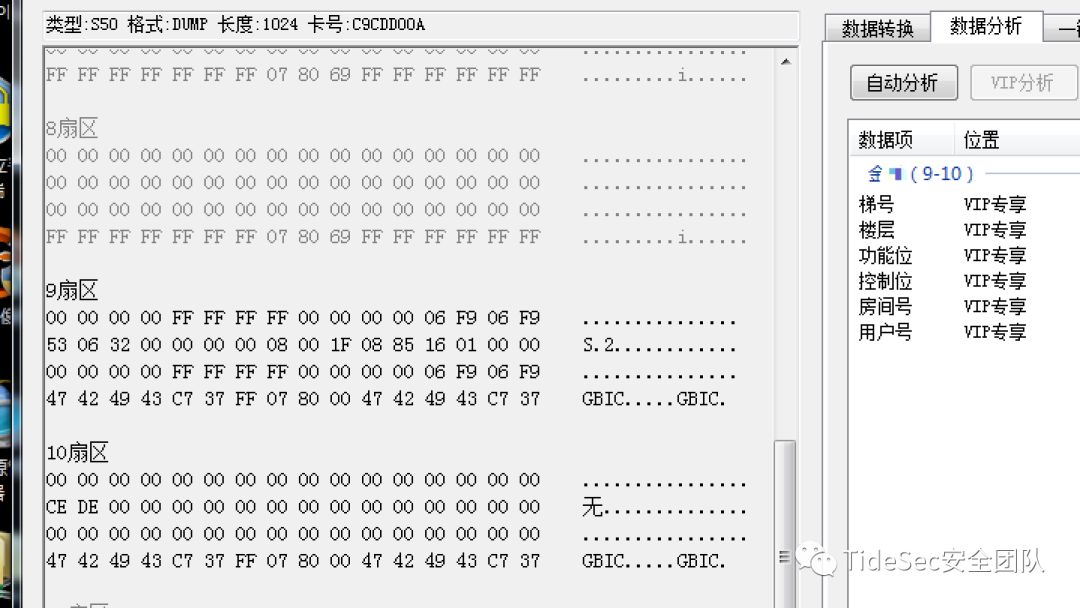 类型:S50 格式:DUMP 长度:1024 卡号:C9CDD00A
FF FF FF FF FF FF FF 07 80 69 FF FF FF FF FF FF .........i......
8扇区
00 00 00 00 00 00 00 00 00 00 00 00 00 00 00 00 ................
00 00 00 00 00 00 00 00 00 00 00 00 00 00 00 00 ................
00 00 00 00 00 00 00 00 00 00 00 00 00 00 00 00 ................
FF FF FF FF FF FF FF 07 80 69 FF FF FF FF FF FF .........i......
9扇区
00 00 00 00 FF FF FF FF 00 00 00 00 06 F9 06 F9 ...............
53 06 32 00 00 00 00 08 00 1F 08 85 16 01 00 00 S.2............
00 00 00 00 FF FF FF FF 00 00 00 00 06 F9 06 F9 ...............
47 42 49 43 C7 37 FF 07 80 00 47 42 49 43 C7 37 GBIC.....GBIC.
10扇区
00 00 00 00 00 00 00 00 00 00 00 00 00 00 00 00 ................
CE DE 00 00 00 00 00 00 00 00 00 00 00 00 00 00 无..............
00 00 00 00 00 00 00 00 00 00 00 00 00 00 00 00 ................
47 42 49 43 C7 37 FF 07 80 00 47 42 49 43 C7 37 GBIC.....GBIC.
数据转换 数据分析
自动分析 VIP分析
数据项 位置
(9-10)
梯号 VIP专享
楼层 VIP专享
功能位 VIP专享
控制位 VIP专享
房间号 VIP专享
用户号 VIP专享
TideSec安全团队